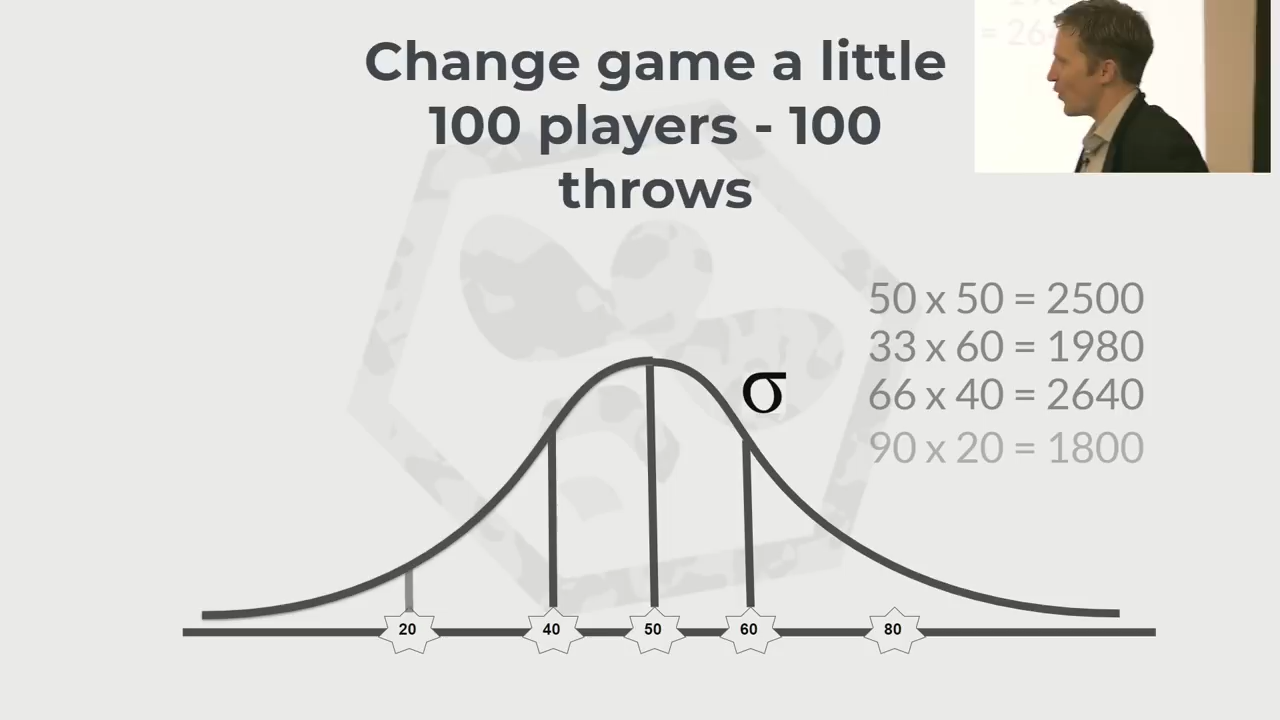 Change game a little
100 players - 100
throws
50 x 50 = 2500
33 x 60 = 1980
66 x 40 = 2640
90 x 20 = 1800
σ
20
40
50
60
80